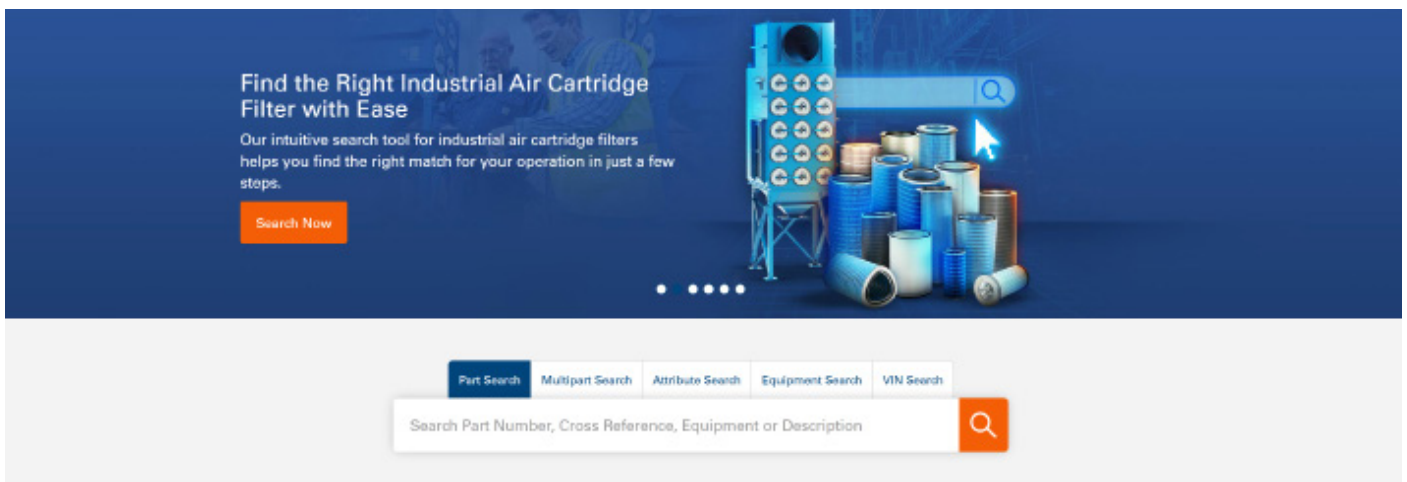 Find the Right Industrial Air Cartridge
Filter with Ease
Our intuitive search tool for industrial air cartridge filters
helps you find the right match for your operation in just a few
steps.
Search Now
Part Search Multipart Search Attribute Search Equipment Search VIN Search
Search Part Number, Cross Reference, Equipment or Description